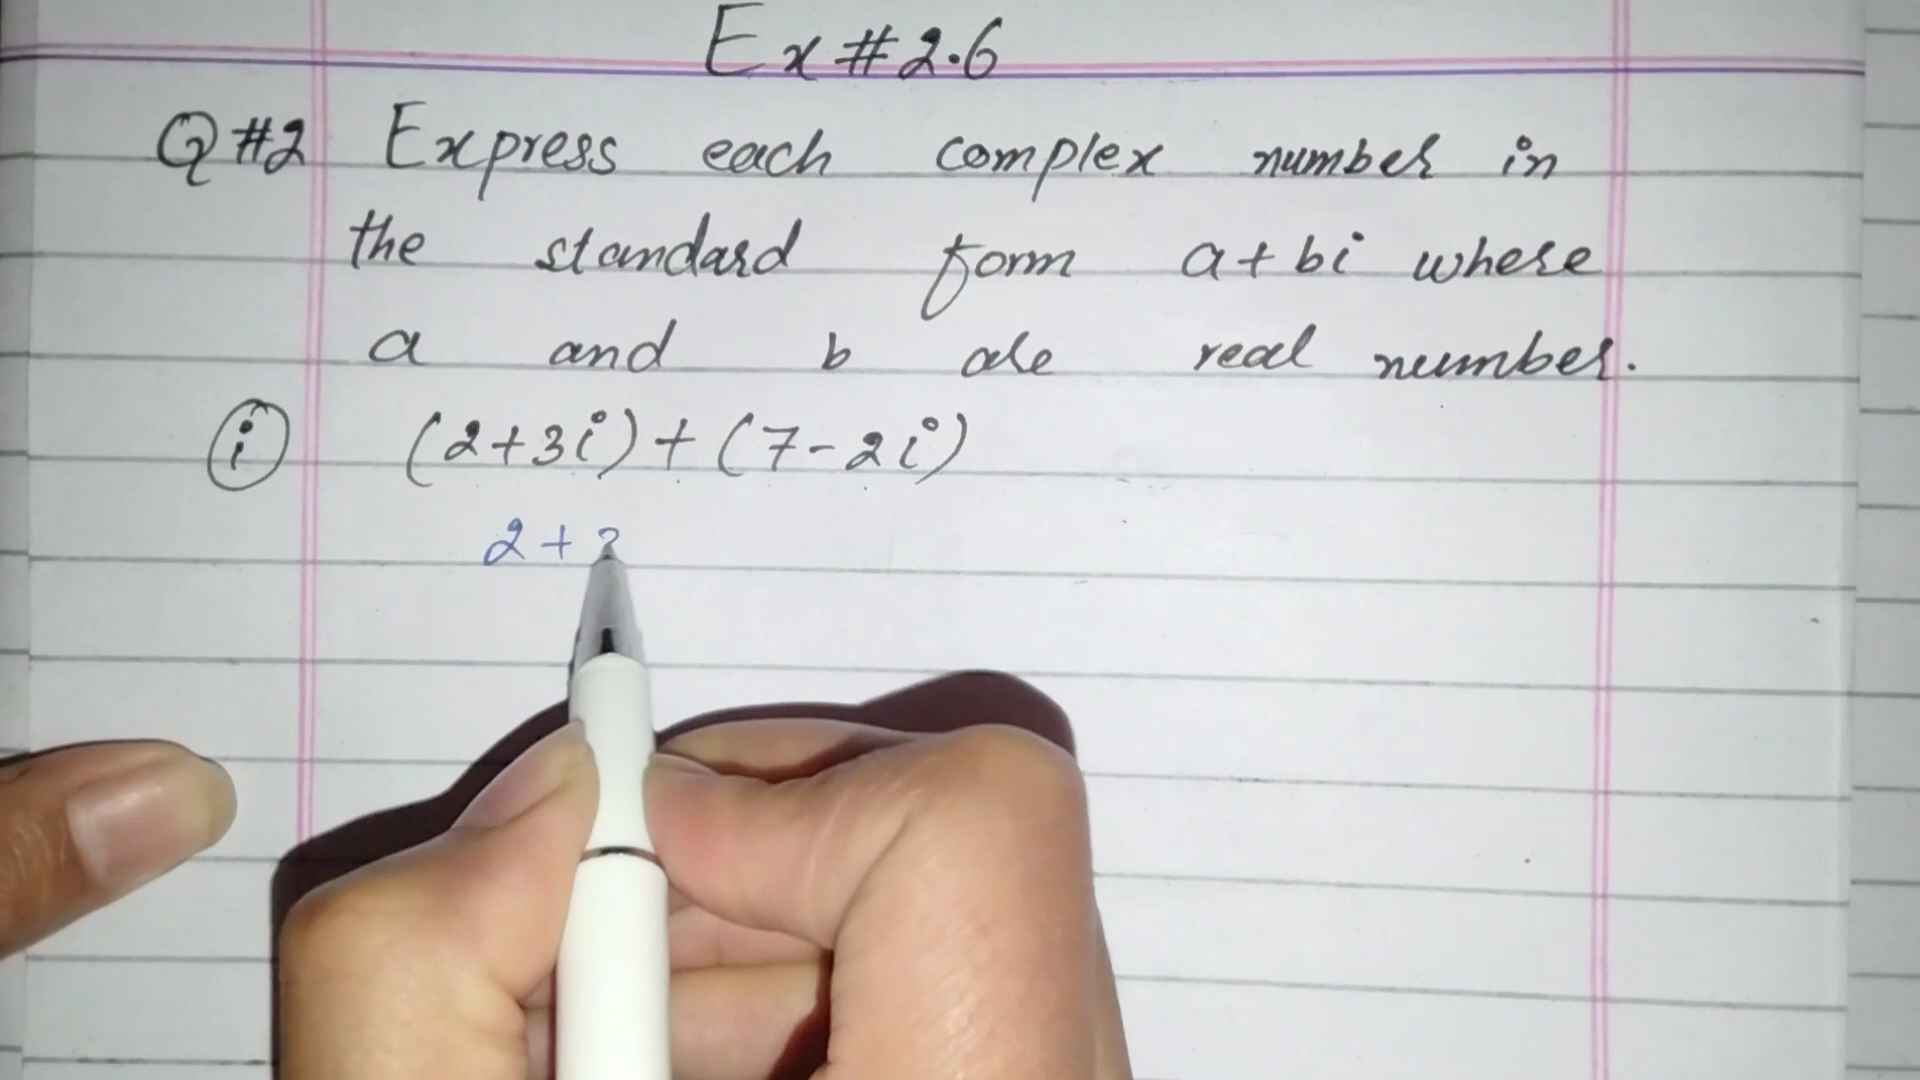 Ex#2.6
Q#2 Express each complex number in
the standard form a+bi where
a and b are real number.
(i) (2+3i)+(7-2i)
2+